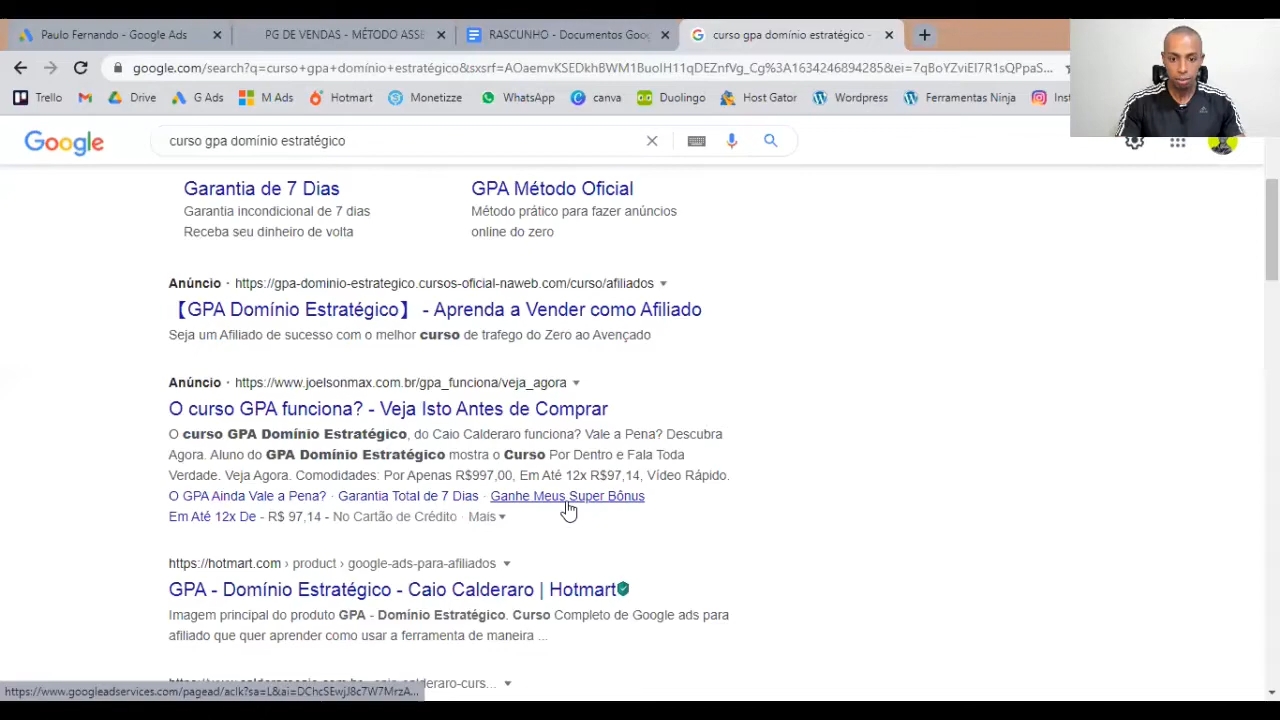 Paulo Fernando - Google Ads
PG DE VENDAS - MÉTODO ASSE
RASCUNHO - Documentos Goo
curso gpa domínio estratégico -
google.com/search?q=curso+gpa+domínio+estratégico&sxsrf=
Trello
Drive
G Ads
M Ads
Hotmart
Monetizze
WhatsApp
canva
Duolingo
Host Gator
Wordpress
Ferramentas Ninja
Inst
Google
curso gpa domínio estratégico
Garantia de 7 Dias
GPA Método Oficial
Garantia incondicional de 7 dias
Método prático para fazer anúncios
Receba seu dinheiro de volta
online do zero
Anúncio · https://gpa-dominio-estrategico.cursos-oficial-naweb.com/curso/afiliados
【GPA Domínio Estratégico】 - Aprenda a Vender como Afiliado
Seja um Afiliado de sucesso com o melhor curso de trafego do Zero ao Avençado
Anúncio · https://www.joelsonmax.com.br/gpa_funciona/veja_agora
O curso GPA funciona? - Veja Isto Antes de Comprar
O curso GPA Domínio Estratégico, do Caio Calderaro funciona? Vale a Pena? Descubra
Agora. Aluno do GPA Domínio Estratégico mostra o Curso Por Dentro e Fala Toda
Verdade. Veja Agora. Comodidades: Por Apenas R$997,00, Em Até 12x R$97,14, Vídeo Rápido.
O GPA Ainda Vale a Pena? · Garantia Total de 7 Dias · Ganhe Meus Super Bônus
Em Até 12x De - R$ 97,14 - No Cartão de Crédito · Mais
https://hotmart.com › product › google-ads-para-afiliados
GPA - Domínio Estratégico - Caio Calderaro | Hotmart
Imagem principal do produto GPA - Domínio Estratégico. Curso Completo de Google ads para
afiliado que quer aprender como usar a ferramenta de maneira ...